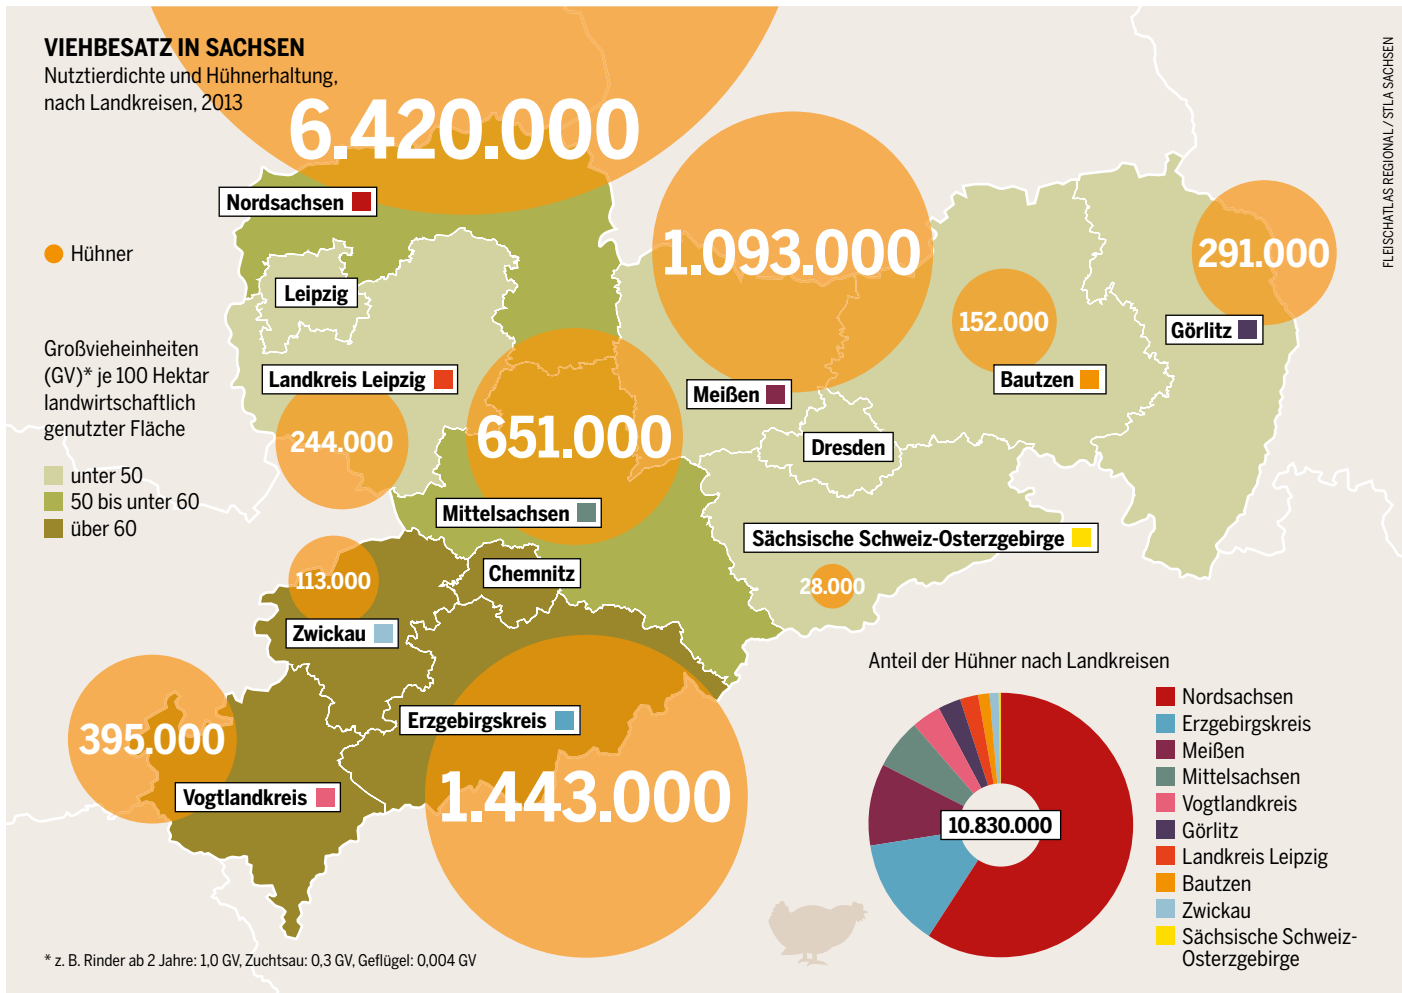 VIEHBESATZ IN SACHSEN
Nutztierdichte und Hühnerhaltung,
nach Landkreisen, 2013
6.420.000
Nordsachsen
Hühner
Leipzig
1.093.000
291.000
152.000
Görlitz
Großvieheinheiten
(GV)* je 100 Hektar
landwirtschaftlich
genutzter Fläche
unter 50
50 bis unter 60
über 60
Landkreis Leipzig
244.000
651.000
Meißen
Bautzen
Dresden
Mittelsachsen
Sächsische Schweiz-Osterzgebirge
28.000
113.000
Chemnitz
Zwickau
395.000
Erzgebirgskreis
Vogtlandkreis
1.443.000
Anteil der Hühner nach Landkreisen
10.830.000
Nordsachsen
Erzgebirgskreis
Meißen
Mittelsachsen
Vogtlandkreis
Görlitz
Landkreis Leipzig
Bautzen
Zwickau
Sächsische Schweiz-
Osterzgebirge
* z. B. Rinder ab 2 Jahre: 1,0 GV, Zuchtsau: 0,3 GV, Geflügel: 0,004 GV
FLEISCHATLAS REGIONAL / STLA SACHSEN